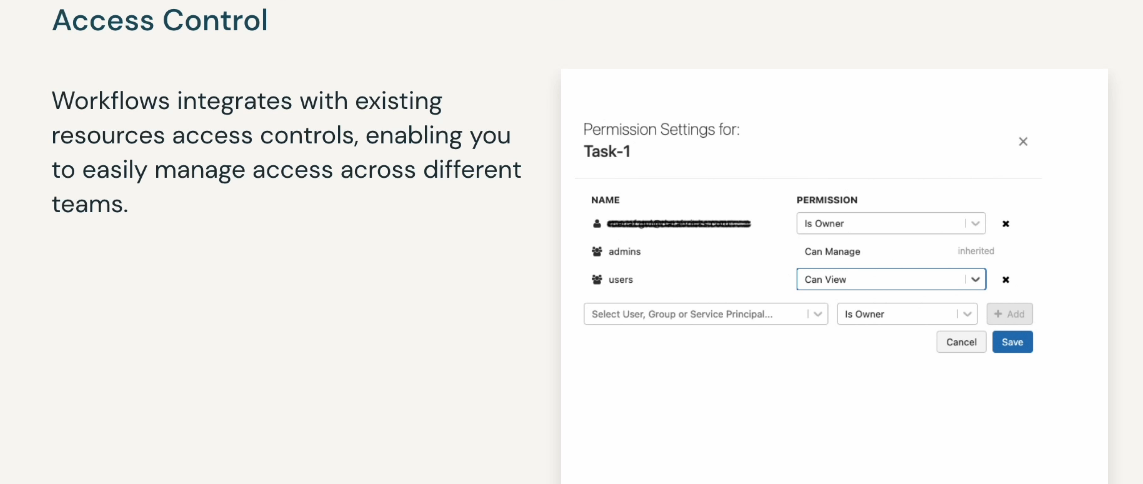 Access Control
Workflows integrates with existing
resources access controls, enabling you
to easily manage access across different
teams.
Permission Settings for:
Task-1
NAME PERMISSION
Is Owner
admins Can Manage inherited
users Can View
Select User, Group or Service Principal... Is Owner + Add
Cancel Save